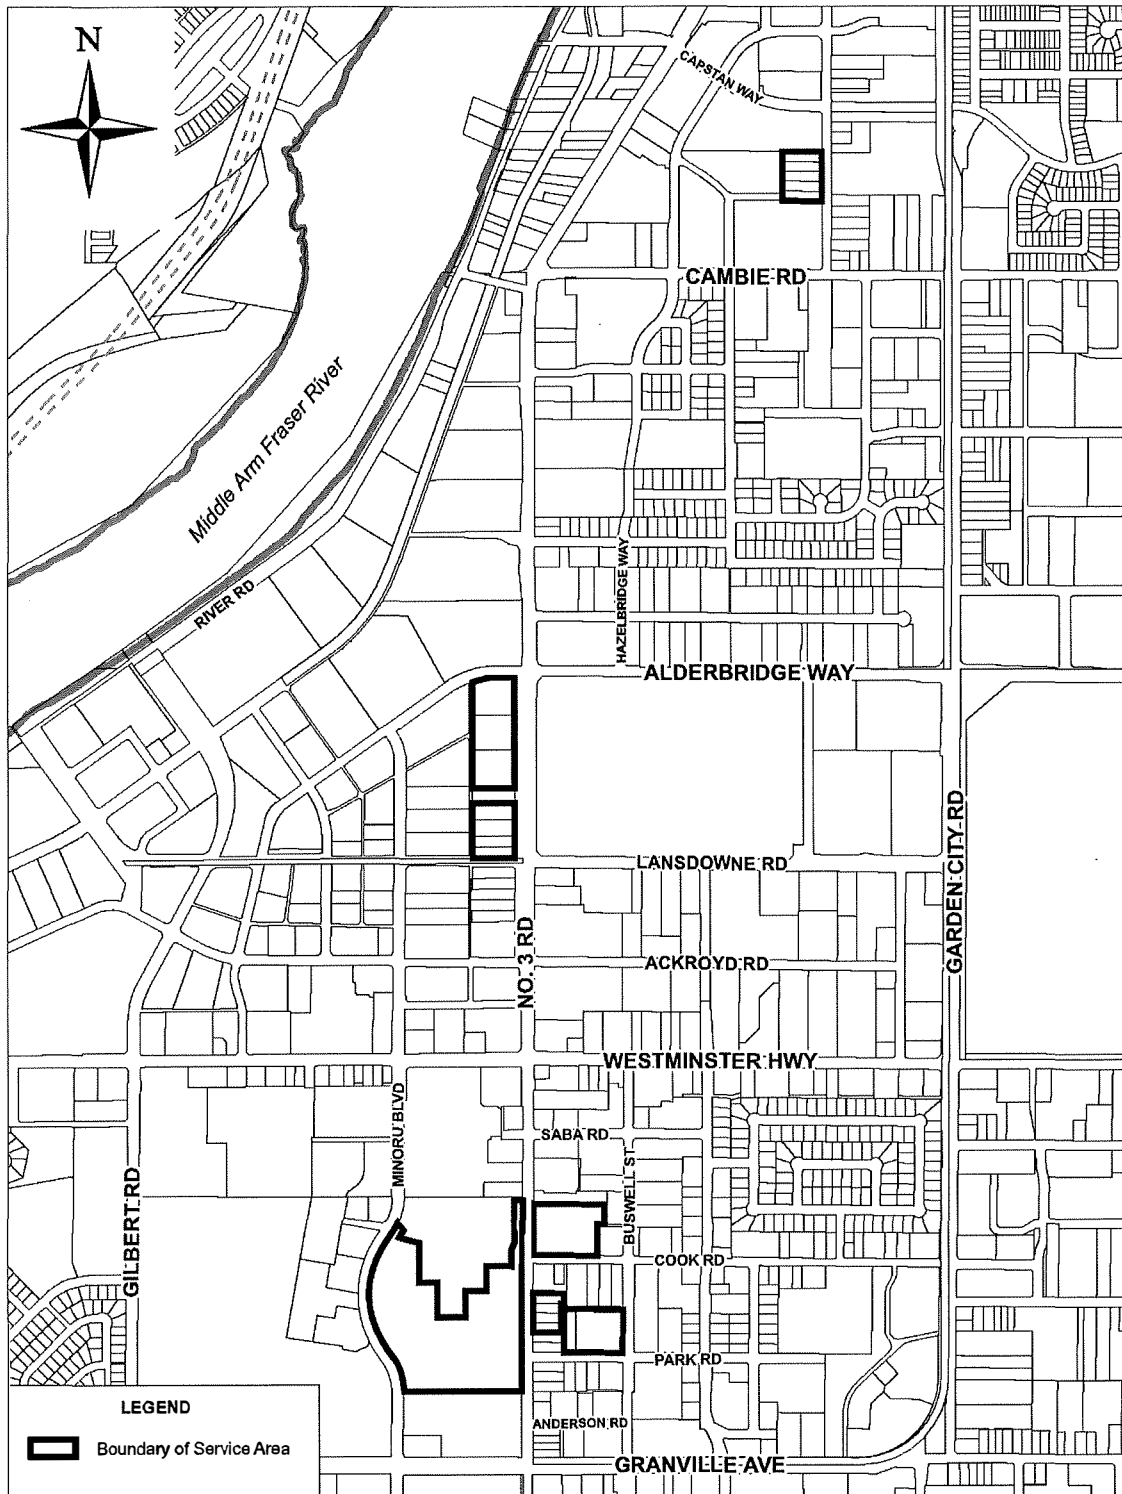 N
CAPSTAN WAY
CAMBIE RD
Middle Arm Fraser River
RIVER RD
HAZELBRIDGE WAY
ALDERBRIDGE WAY
LANSDOWNE RD
GARDEN CITY RD
NO. 3 RD
ACKROYD RD
WESTMINSTER HWY
MINORU BLVD
SABA RD
BUSWELL ST
GILBERT RD
COOK RD
PARK RD
LEGEND
ANDERSON RD
Boundary of Service Area
GRANVILLE AVE